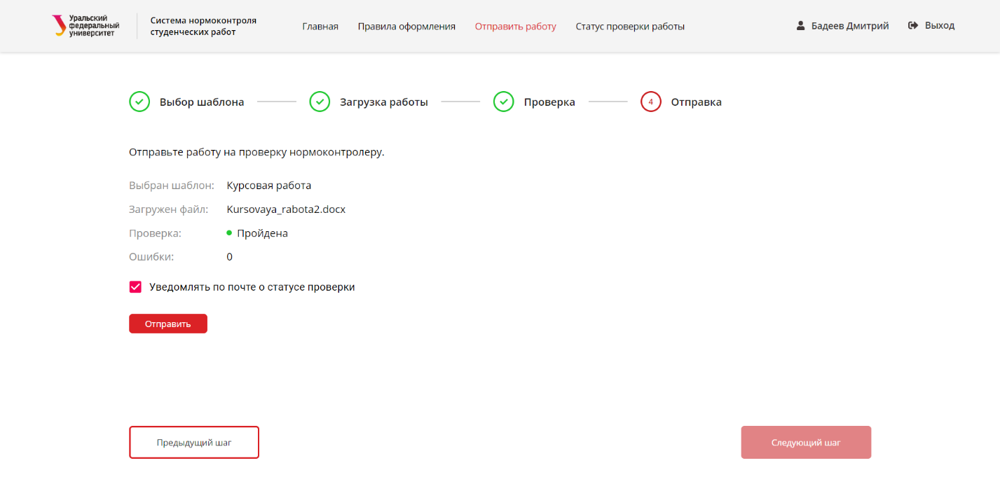 Уральский
федеральный
университет
Система нормоконтроля
студенческих работ
Главная
Правила оформления
Отправить работу
Статус проверки работы
Бадеев Дмитрий
Выход
Выбор шаблона
Загрузка работы
Проверка
4
Отправка
Отправьте работу на проверку нормоконтролеру.
Выбран шаблон: Курсовая работа
Загружен файл: Kursovaya_rabota2.docx
Проверка: Пройдена
Ошибки: 0
Уведомлять по почте о статусе проверки
Отправить
Предыдущий шаг
Следующий шаг